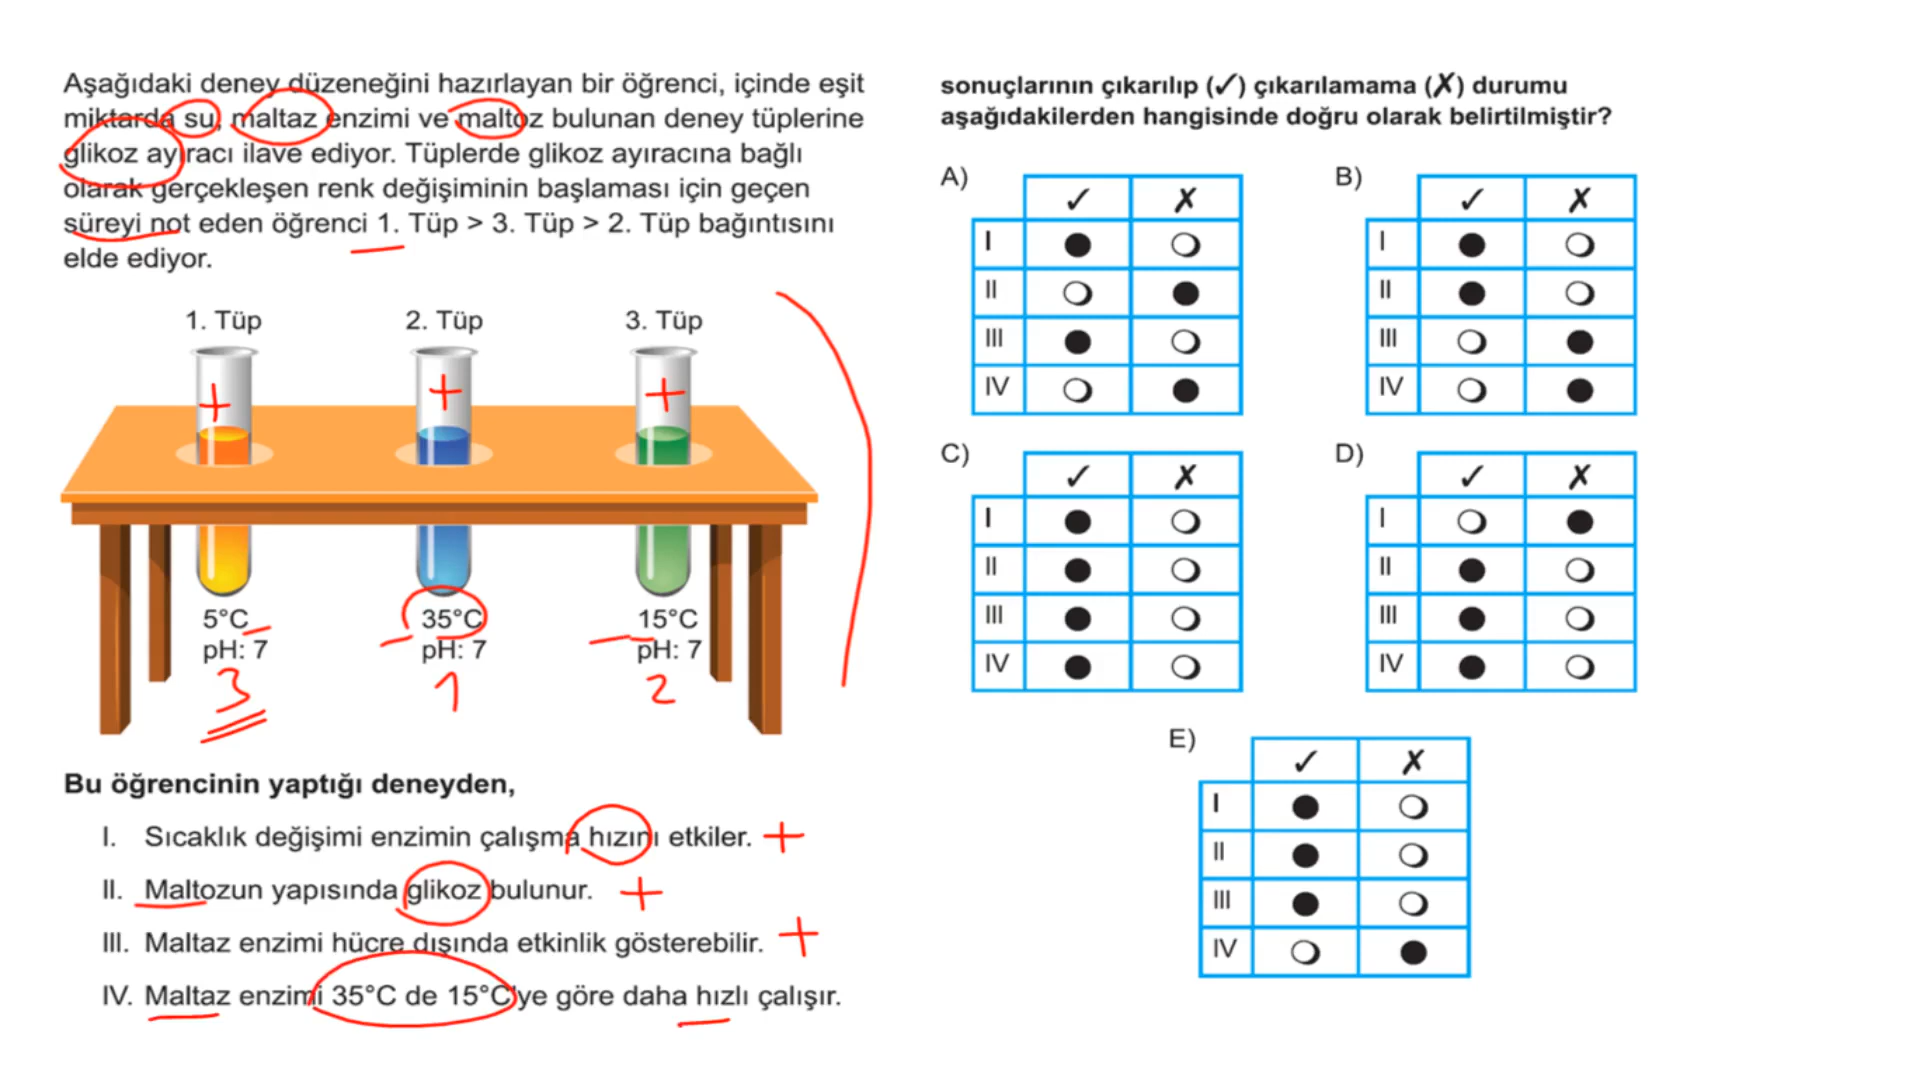 Aşağıdaki deney düzeneğini hazırlayan bir öğrenci, içinde eşit
miktarda su, maltaz enzimi ve maltoz bulunan deney tüplerine
glikoz ayıracı ilave ediyor. Tüplerde glikoz ayıracına bağlı
olarak gerçekleşen renk değişiminin başlaması için geçen
süreyi not eden öğrenci 1. Tüp > 3. Tüp > 2. Tüp bağıntısını
elde ediyor.
1. Tüp 2. Tüp 3. Tüp
+ + +
5°C 35°C 15°C
pH: 7 pH: 7 pH: 7
3 1 2
Bu öğrencinin yaptığı deneyden,
I. Sıcaklık değişimi enzimin çalışma hızını etkiler. +
II. Maltozun yapısında glikoz bulunur. +
III. Maltaz enzimi hücre dışında etkinlik gösterebilir. +
IV. Maltaz enzimi 35°C de 15°C'ye göre daha hızlı çalışır.
sonuçlarının çıkarılıp (✓) çıkarılamama (✗) durumu
aşağıdakilerden hangisinde doğru olarak belirtilmiştir?
A)
✓ ✗
I
II
III
IV
B)
✓ ✗
I
II
III
IV
C)
✓ ✗
I
II
III
IV
D)
✓ ✗
I
II
III
IV
E)
✓ ✗
I
II
III
IV